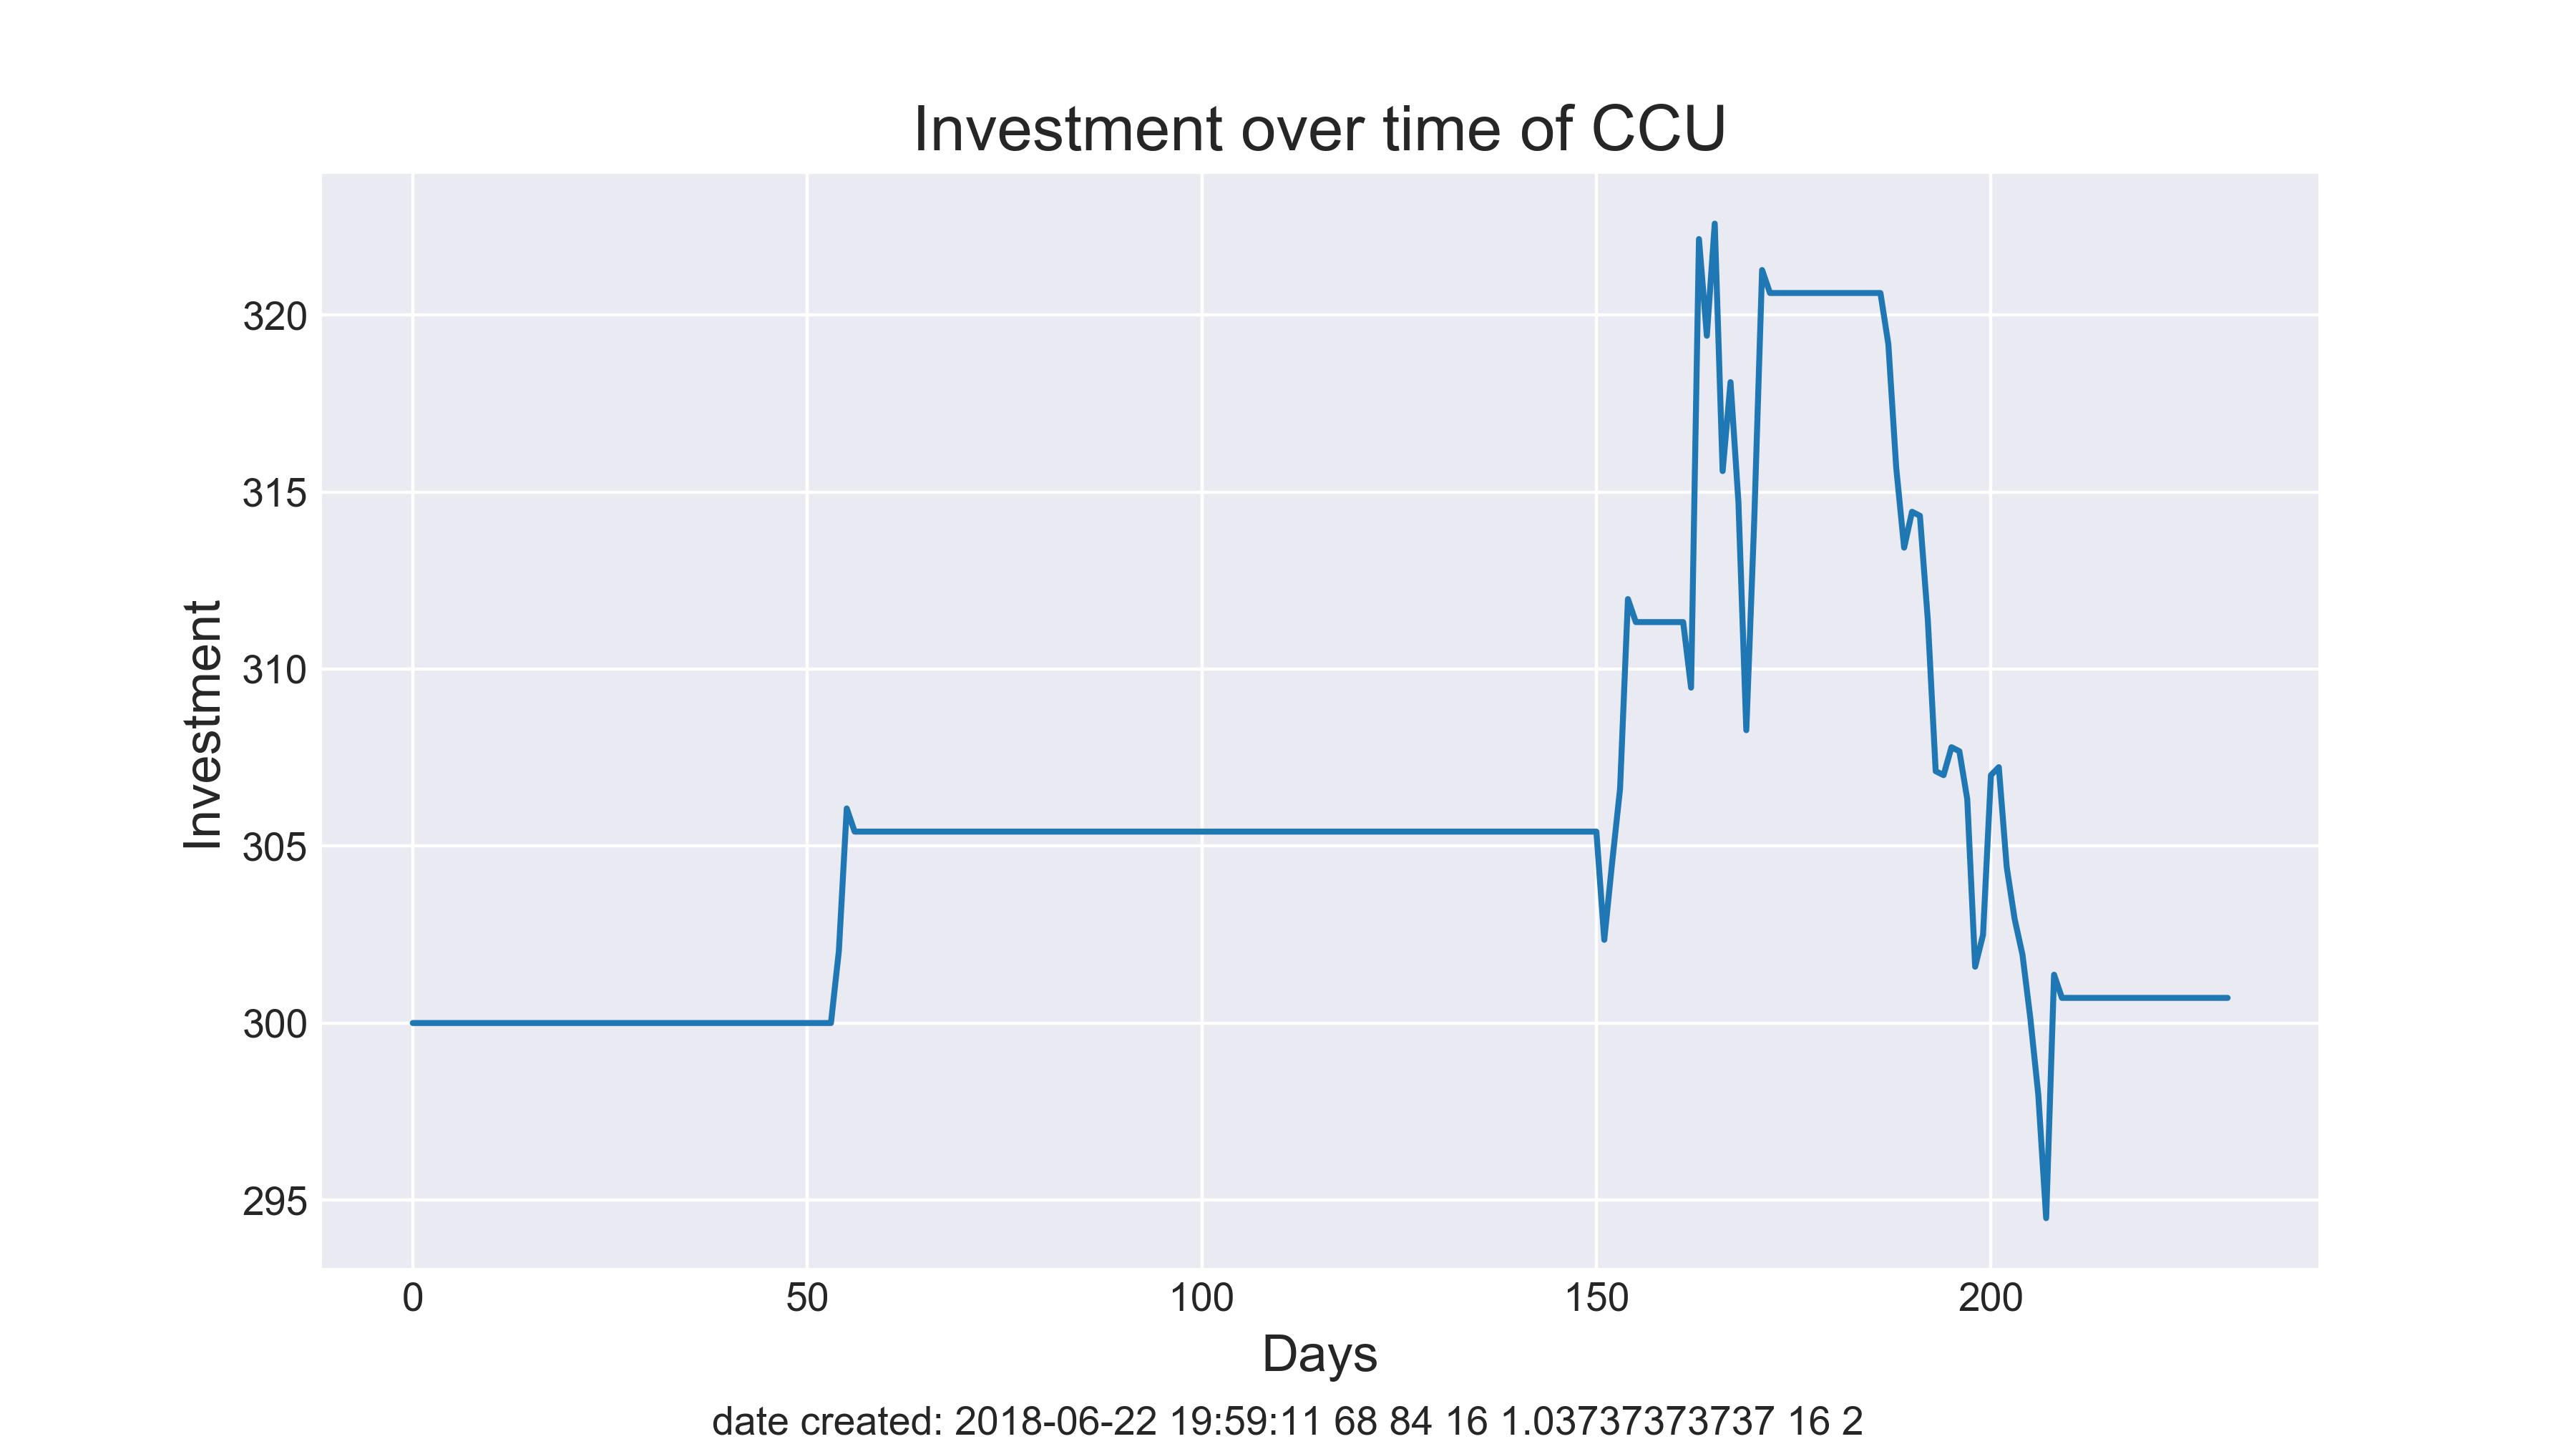 Investment over time of CCU
Investment
320
315
310
305
300
295
0 50 100 150 200
Days
date created: 2018-06-22 19:59:11 68 84 16 1.03737373737 16 2